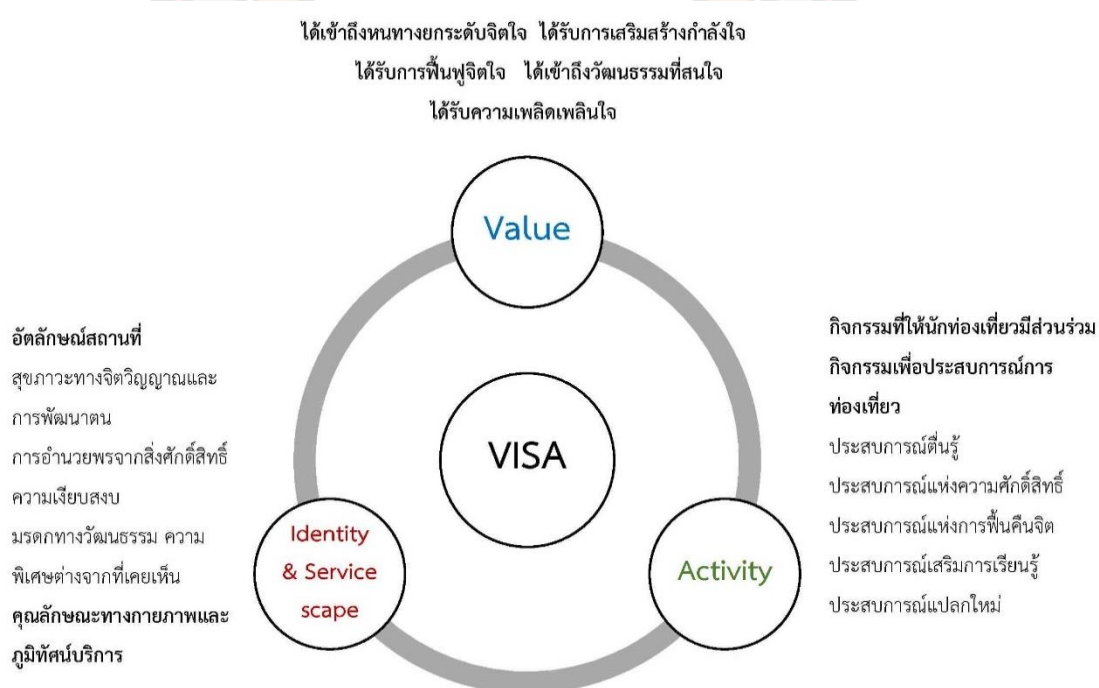 ได้เข้าถึงหนทางยกระดับจิตใจ ได้รับการเสริมสร้างกำลังใจ
ได้รับการฟื้นฟูจิตใจ ได้เข้าถึงวัฒนธรรมที่สนใจ
ได้รับความเพลิดเพลินใจ
Value
VISA
อัตลักษณ์สถานที่
สุขภาวะทางจิตวิญญาณและ
การพัฒนาตน
การอำนวยพรจากสิ่งศักดิ์สิทธิ์
ความเงียบสงบ
มรดกทางวัฒนธรรม ความ
พิเศษต่างจากที่เคยเห็น
คุณลักษณะทางกายภาพและ
ภูมิทัศน์บริการ
Identity
& Service
scape
Activity
กิจกรรมที่ให้นักท่องเที่ยวมีส่วนร่วม
กิจกรรมเพื่อประสบการณ์การ
ท่องเที่ยว
ประสบการณ์ตื่นรู้
ประสบการณ์แห่งความศักดิ์สิทธิ์
ประสบการณ์แห่งการฟื้นคืนจิต
ประสบการณ์เสริมการเรียนรู้
ประสบการณ์แปลกใหม่